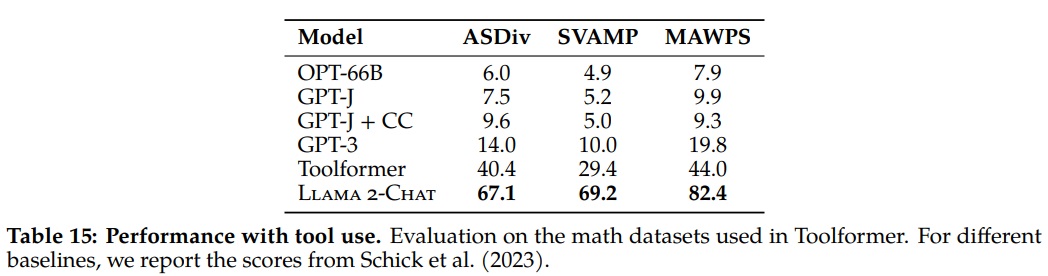 Model ASDiv SVAMP MAWPS
OPT-66B 6.0 4.9 7.9
GPT-J 7.5 5.2 9.9
GPT-J + CC 9.6 5.0 9.3
GPT-3 14.0 10.0 19.8
Toolformer 40.4 29.4 44.0
LLAMA 2-CHAT 67.1 69.2 82.4
Table 15: Performance with tool use. Evaluation on the math datasets used in Toolformer. For different
baselines, we report the scores from Schick et al. (2023).